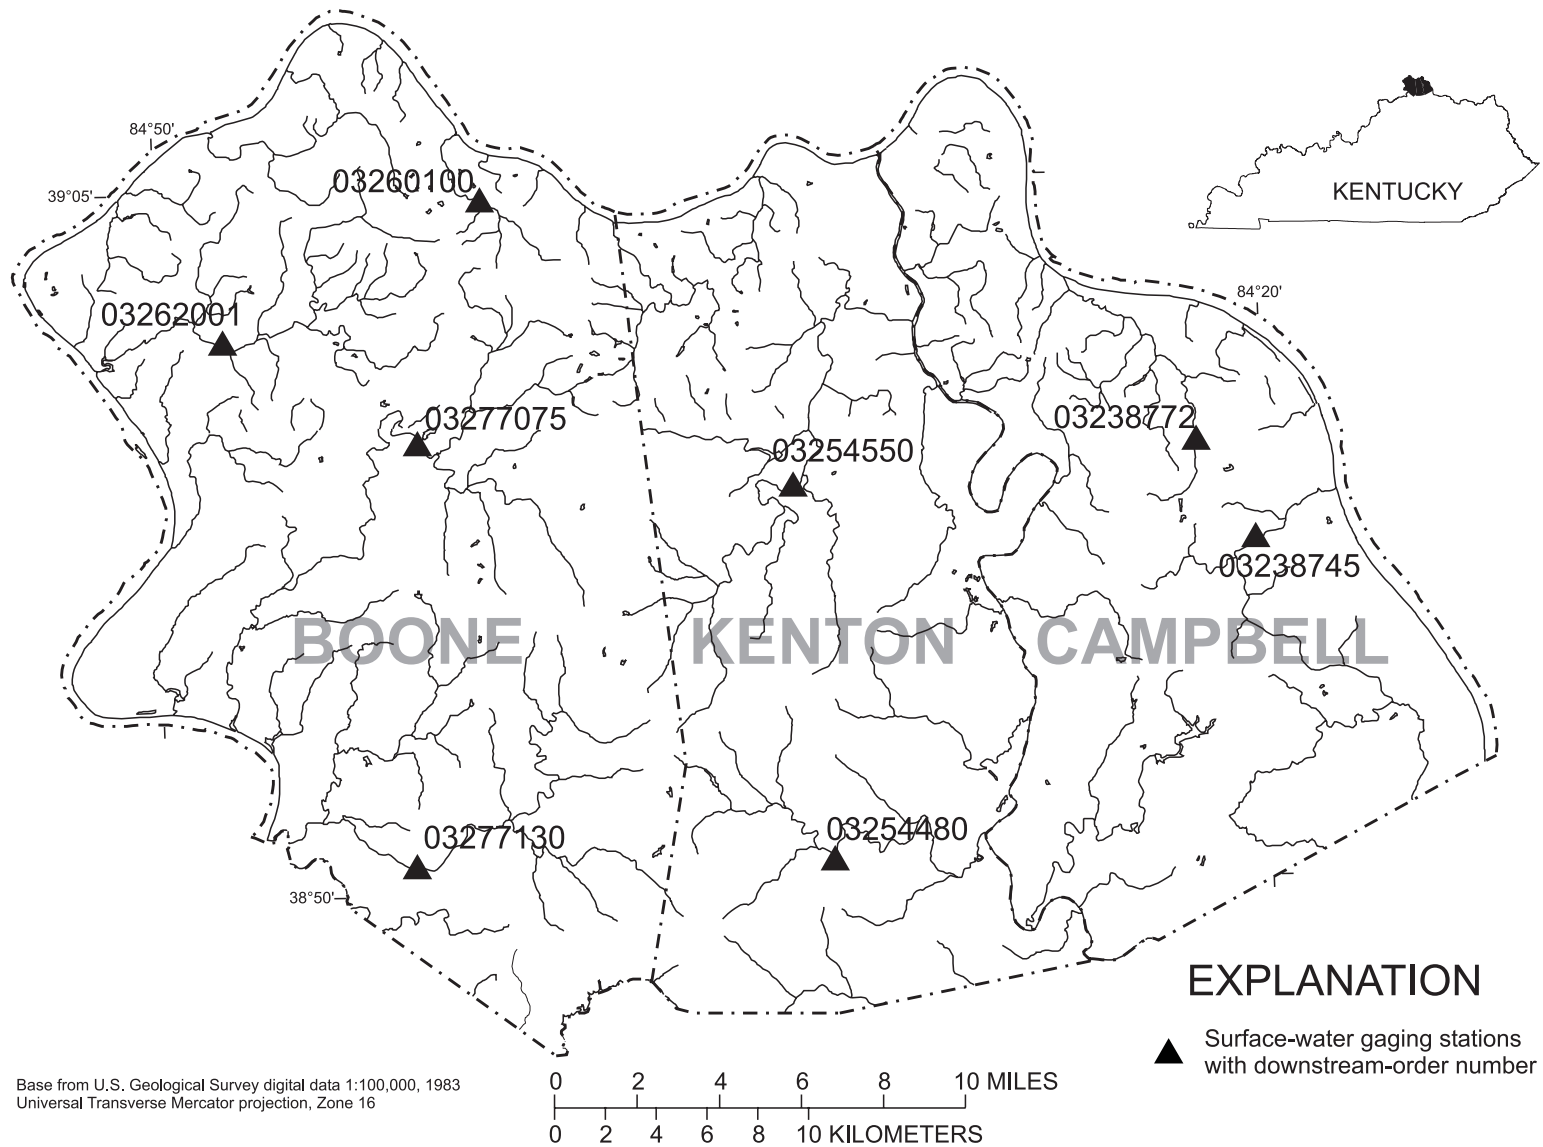 84°50'
39°05'
03260100
KENTUCKY
84°20'
03262001
03277075
03238772
03254550
03238745
BOONE
KENTON
CAMPBELL
03277130
03254480
38°50'
EXPLANATION
Surface-water gaging stations
with downstream-order number
Base from U.S. Geological Survey digital data 1:100,000, 1983
Universal Transverse Mercator projection, Zone 16
0 2 4 6 8 10 MILES
0 2 4 6 8 10 KILOMETERS